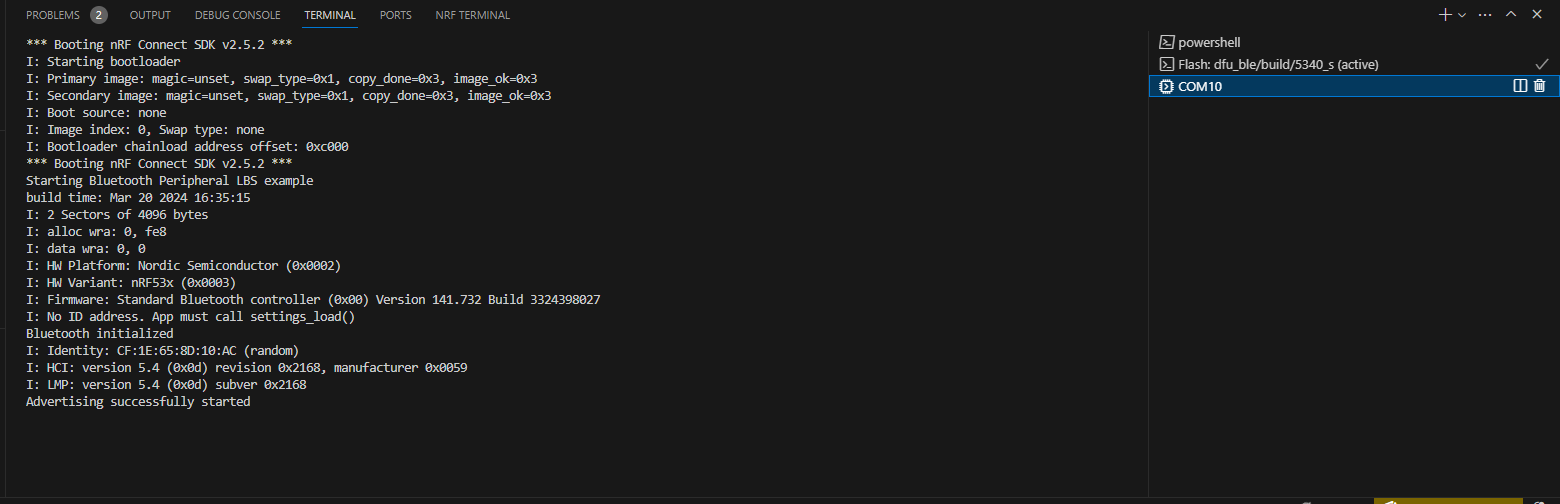 PROBLEMS 2 OUTPUT DEBUG CONSOLE TERMINAL PORTS NRF TERMINAL
*** Booting nRF Connect SDK v2.5.2 ***
I: Starting bootloader
I: Primary image: magic=unset, swap_type=0x1, copy_done=0x3, image_ok=0x3
I: Secondary image: magic=unset, swap_type=0x1, copy_done=0x3, image_ok=0x3
I: Boot source: none
I: Image index: 0, Swap type: none
I: Bootloader chainload address offset: 0xc000
*** Booting nRF Connect SDK v2.5.2 ***
Starting Bluetooth Peripheral LBS example
build time: Mar 20 2024 16:35:15
I: 2 Sectors of 4096 bytes
I: alloc wra: 0, fe8
I: data wra: 0, 0
I: HW Platform: Nordic Semiconductor (0x0002)
I: HW Variant: nRF53x (0x0003)
I: Firmware: Standard Bluetooth controller (0x00) Version 141.732 Build 3324398027
I: No ID address. App must call settings_load()
Bluetooth initialized
I: Identity: CF:1E:65:8D:10:AC (random)
I: HCI: version 5.4 (0x0d) revision 0x2168, manufacturer 0x0059
I: LMP: version 5.4 (0x0d) subver 0x2168
Advertising successfully started
powershell
Flash: dfu_ble/build/5340_s (active)
COM10